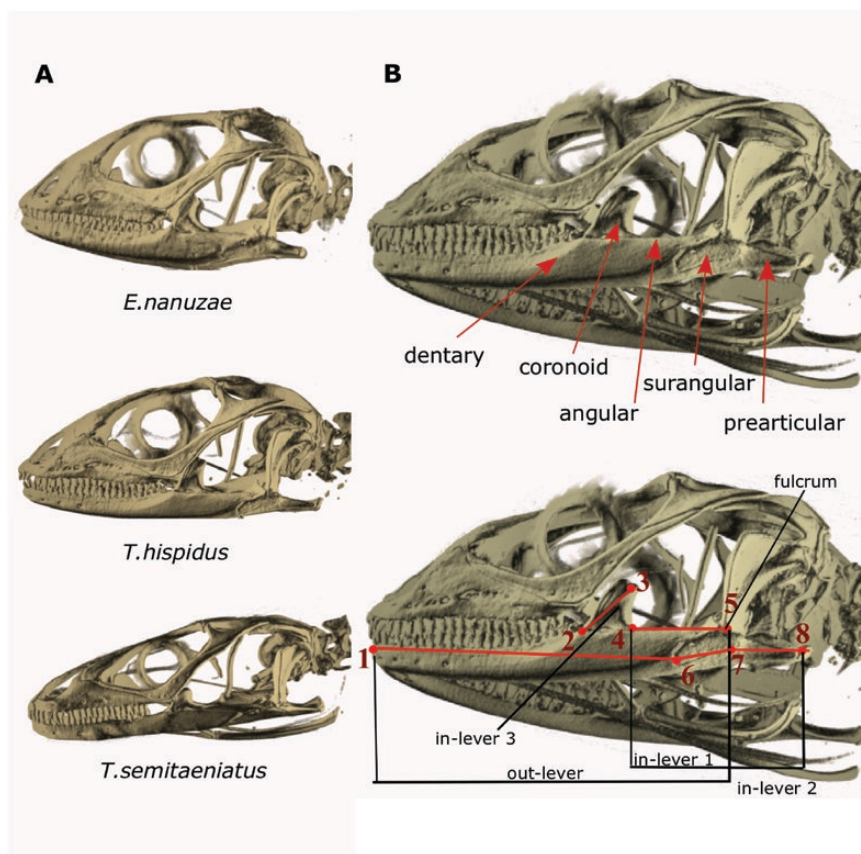 A
B
E.nanuzae
T.hispidus
T.semitaeniatus
dentary
coronoid
angular
surangular
prearticular
fulcrum
3
5
2
4
8
1
6
7
in-lever 3
in-lever 1
out-lever
in-lever 2